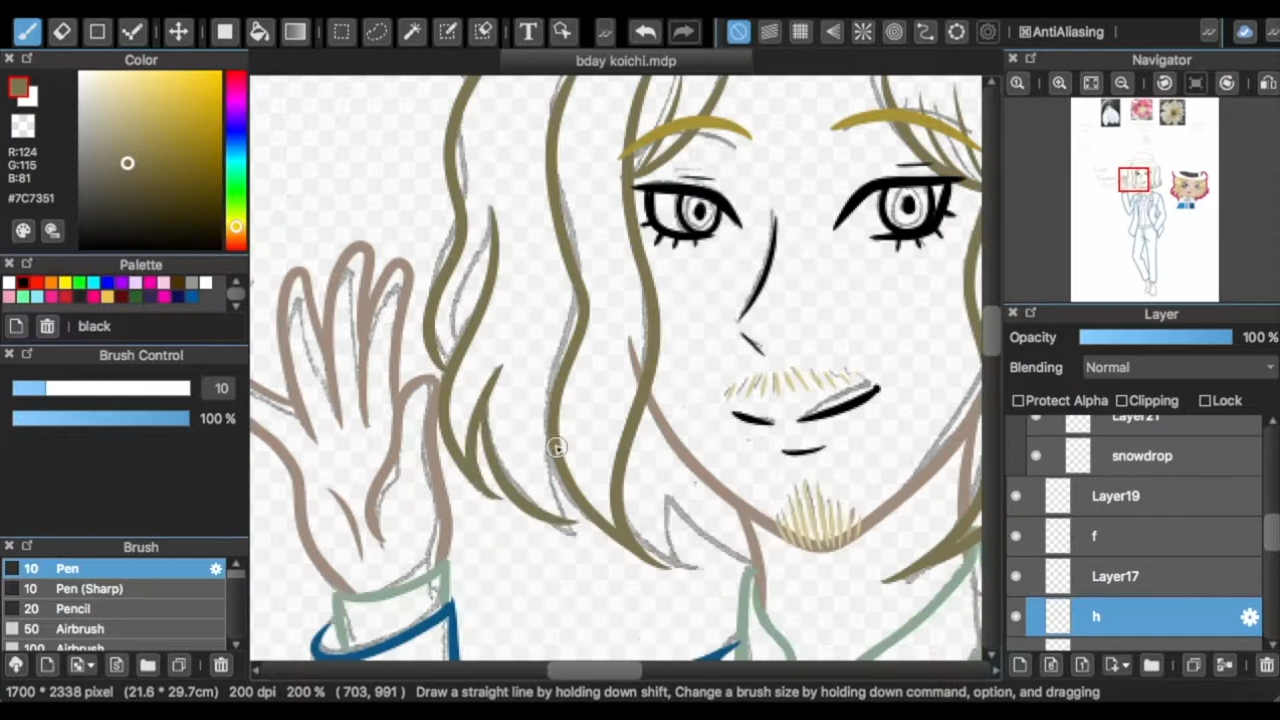 AntiAliasing
Color
bday koichi.mdp
Navigator
R:124
G:115
B:81
#7C7351
Palette
black
Layer
Opacity 100 %
Blending Normal
Brush Control
10
100 %
Protect Alpha Clipping Lock
Layer21
snowdrop
Layer19
f
Layer17
h
Brush
10 Pen
10 Pen (Sharp)
20 Pencil
50 Airbrush
100 Airbrush
1700 * 2338 pixel (21.6 * 29.7cm) 200 dpi 200 % ( 703, 991 ) Draw a straight line by holding down shift, Change a brush size by holding down command, option, and dragging